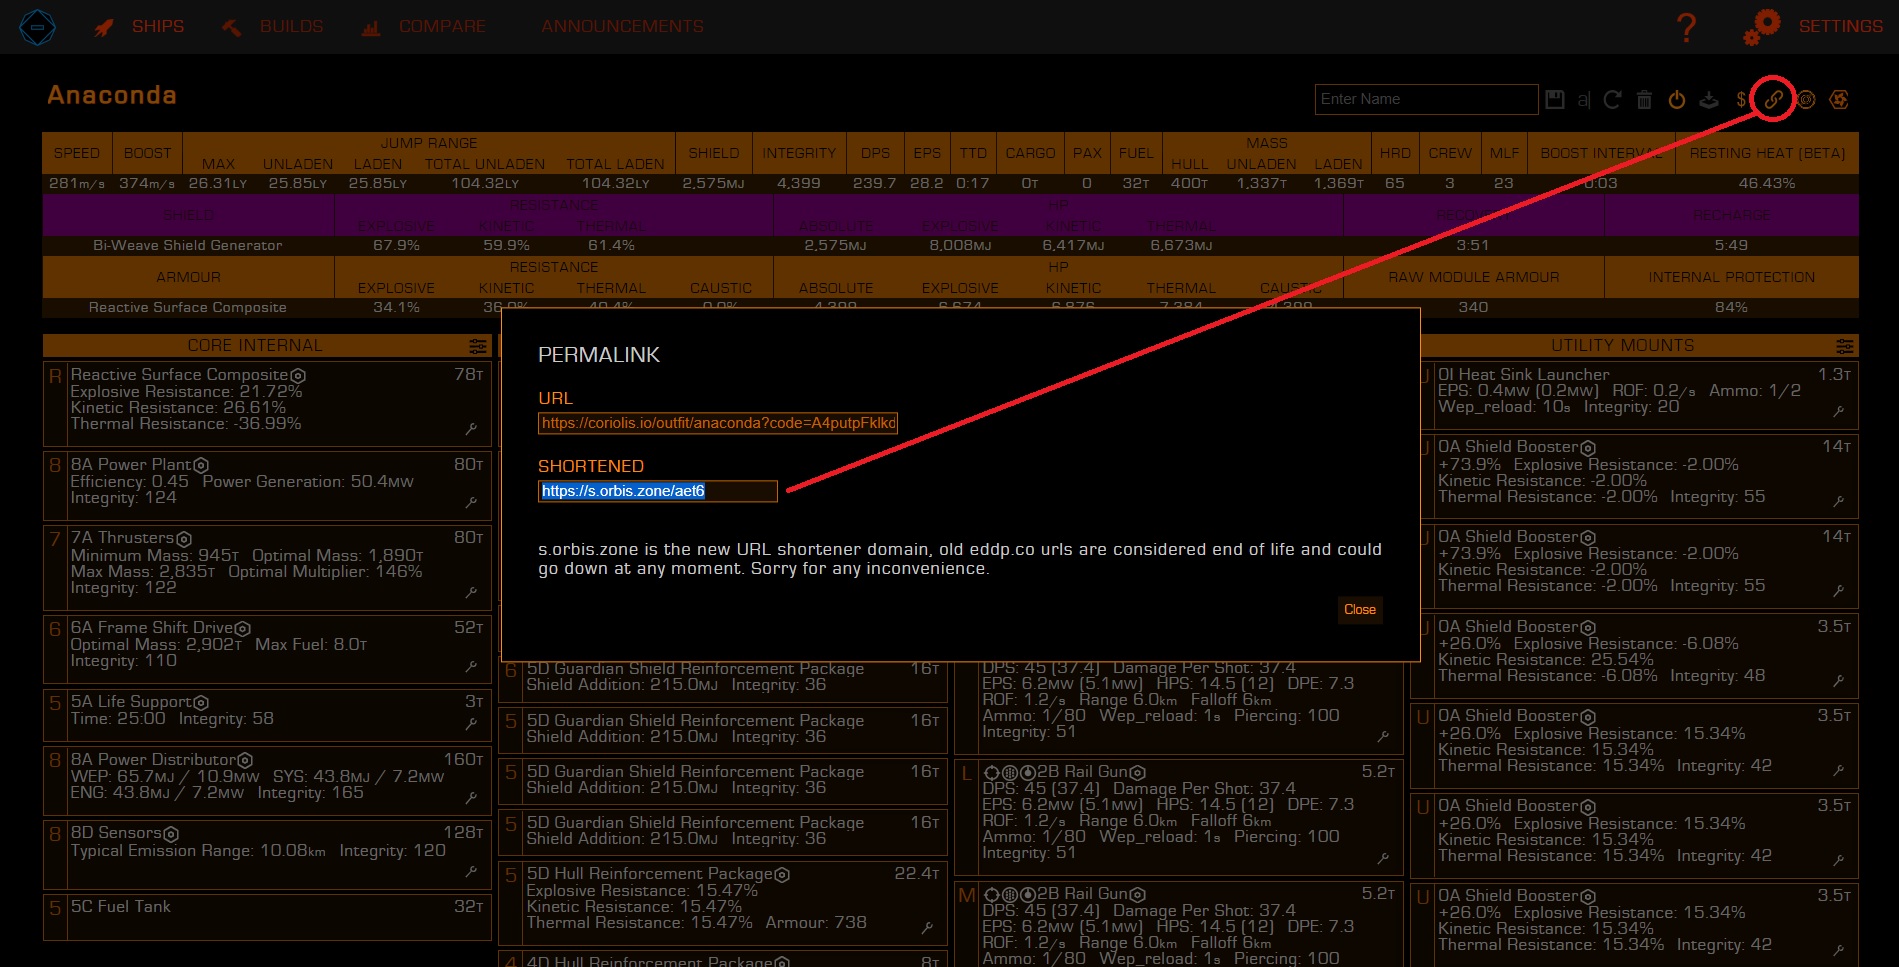 SHIPS BUILDS COMPARE ANNOUNCEMENTS ? SETTINGS
Anaconda
Enter Name a| $
SPEED BOOST JUMP RANGE SHIELD INTEGRITY DPS EPS TTD CARGO PAX FUEL MASS HRD CREW MLF BOOST INTERVAL RESTING HEAT (BETA)
MAX UNLADEN LADEN TOTAL UNLADEN TOTAL LADEN HULL UNLADEN LADEN
281m/s 374m/s 26.31LY 25.85LY 25.85LY 104.32LY 104.32LY 2,575MJ 4,399 239.7 28.2 0:17 0T 0 32T 400T 1,337T 1,369T 65 3 23 0:03 46.43%
SHIELD RESISTANCE HP RECOVERY RECHARGE
EXPLOSIVE KINETIC THERMAL ABSOLUTE EXPLOSIVE KINETIC THERMAL
Bi-Weave Shield Generator 67.9% 59.9% 61.4% 2,575MJ 8,008MJ 6,417MJ 6,673MJ 3:51 5:49
ARMOUR RESISTANCE HP RAW MODULE ARMOUR INTERNAL PROTECTION
EXPLOSIVE KINETIC THERMAL CAUSTIC ABSOLUTE EXPLOSIVE KINETIC THERMAL CAUSTIC
Reactive Surface Composite 34.1% 340 84%
CORE INTERNAL
R Reactive Surface Composite 78T
Explosive Resistance: 21.72%
Kinetic Resistance: 26.61%
Thermal Resistance: -36.99%
8 8A Power Plant 80T
Efficiency: 0.45 Power Generation: 50.4MW
Integrity: 124
7 7A Thrusters 80T
Minimum Mass: 945T Optimal Mass: 1,890T
Max Mass: 2,835T Optimal Multiplier: 146%
Integrity: 122
6 6A Frame Shift Drive 52T
Optimal Mass: 2,902T Max Fuel: 8.0T
Integrity: 110
5 5A Life Support 3T
Time: 25:00 Integrity: 58
8 8A Power Distributor 160T
WEP: 65.7MJ / 10.9MW SYS: 43.8MJ / 7.2MW
ENG: 43.8MJ / 7.2MW Integrity: 165
8 8D Sensors 128T
Typical Emission Range: 10.08km Integrity: 120
5 5C Fuel Tank 32T
PERMALINK
URL
https://coriolis.io/outfit/anaconda?code=A4putpFklkd
SHORTENED
https://s.orbis.zone/aet6
s.orbis.zone is the new URL shortener domain, old eddp.co urls are considered end of life and could
go down at any moment. Sorry for any inconvenience.
Close
6 5D Guardian Shield Reinforcement Package 16T
Shield Addition: 215.0MJ Integrity: 36
5 5D Guardian Shield Reinforcement Package 16T
Shield Addition: 215.0MJ Integrity: 36
5 5D Guardian Shield Reinforcement Package 16T
Shield Addition: 215.0MJ Integrity: 36
5 5D Guardian Shield Reinforcement Package 16T
Shield Addition: 215.0MJ Integrity: 36
5 5D Hull Reinforcement Package 22.4T
Explosive Resistance: 15.47%
Kinetic Resistance: 15.47%
Thermal Resistance: 15.47% Armour: 738
4 4D Hull Reinforcement Package 8T
DPS: 45 (37.4) Damage Per Shot: 37.4
EPS: 6.2MW (5.1MW) HPS: 14.5 (12) DPE: 7.3
ROF: 1.2/s Range 6.0km Falloff 6km
Ammo: 1/80 Wep_reload: 1s Piercing: 100
Integrity: 51
L 2B Rail Gun 5.2T
DPS: 45 (37.4) Damage Per Shot: 37.4
EPS: 6.2MW (5.1MW) HPS: 14.5 (12) DPE: 7.3
ROF: 1.2/s Range 6.0km Falloff 6km
Ammo: 1/80 Wep_reload: 1s Piercing: 100
Integrity: 51
M 2B Rail Gun 5.2T
DPS: 45 (37.4) Damage Per Shot: 37.4
EPS: 6.2MW (5.1MW) HPS: 14.5 (12) DPE: 7.3
ROF: 1.2/s Range 6.0km Falloff 6km
Ammo: 1/80 Wep_reload: 1s Piercing: 100
UTILITY MOUNTS
U 0I Heat Sink Launcher 1.3T
EPS: 0.4MW (0.2MW) ROF: 0.2/s Ammo: 1/2
Wep_reload: 10s Integrity: 20
U 0A Shield Booster 14T
+73.9% Explosive Resistance: -2.00%
Kinetic Resistance: -2.00%
Thermal Resistance: -2.00% Integrity: 55
U 0A Shield Booster 14T
+73.9% Explosive Resistance: -2.00%
Kinetic Resistance: -2.00%
Thermal Resistance: -2.00% Integrity: 55
U 0A Shield Booster 3.5T
+26.0% Explosive Resistance: -6.08%
Kinetic Resistance: 25.54%
Thermal Resistance: -6.08% Integrity: 48
U 0A Shield Booster 3.5T
+26.0% Explosive Resistance: 15.34%
Kinetic Resistance: 15.34%
Thermal Resistance: 15.34% Integrity: 42
U 0A Shield Booster 3.5T
+26.0% Explosive Resistance: 15.34%
Kinetic Resistance: 15.34%
Thermal Resistance: 15.34% Integrity: 42
U 0A Shield Booster 3.5T
+26.0% Explosive Resistance: 15.34%
Kinetic Resistance: 15.34%
Thermal Resistance: 15.34% Integrity: 42